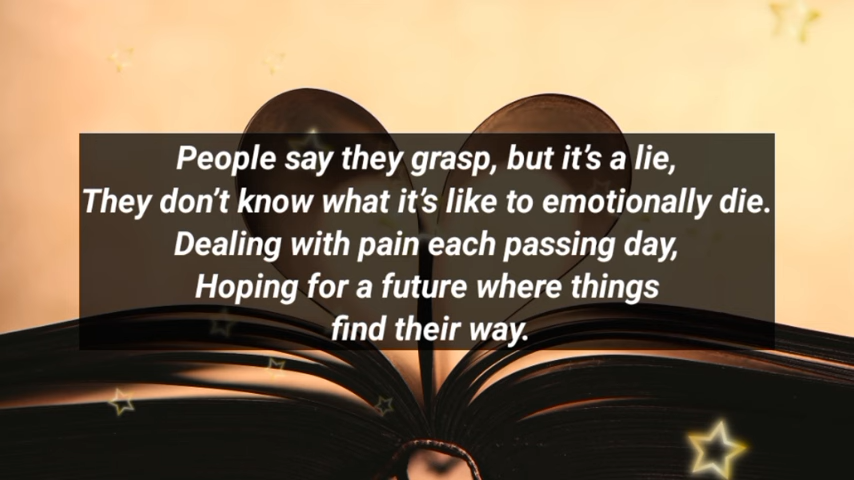 People say they grasp, but it’s a lie,
They don’t know what it’s like to emotionally die.
Dealing with pain each passing day,
Hoping for a future where things
find their way.